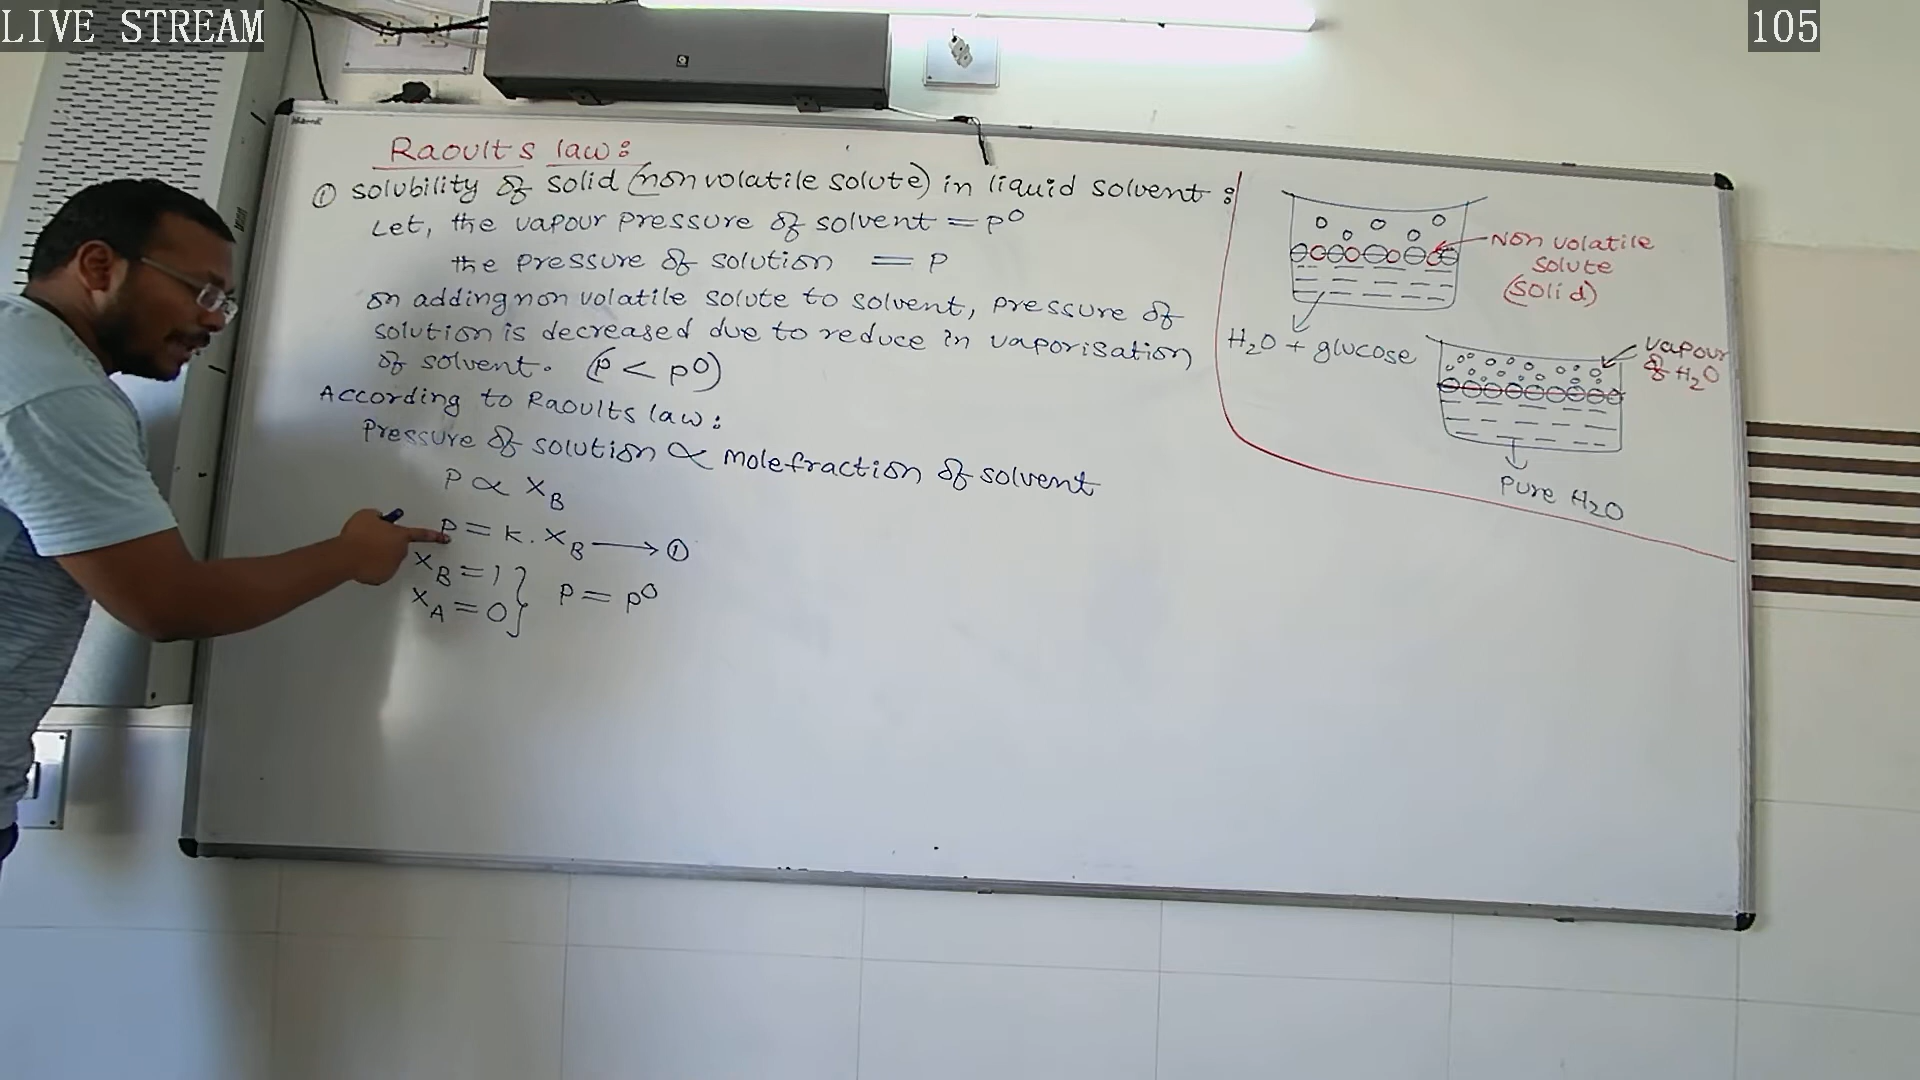 LIVE STREAM
105
Raoults law:
① solubility of solid (non volatile solute) in liquid solvent :
Let, the vapour pressure of solvent = p⁰
the pressure of solution = P
on adding non volatile solute to solvent, pressure of
solution is decreased due to reduce in vaporisation
of solvent. (P < p⁰)
According to Raoults law:
Pressure of solution ∝ molefraction of solvent
P ∝ X_B
P = K. X_B → ①
X_B = 1
X_A = 0 } P = p⁰
Non volatile
solute
(solid)
H₂O + glucose
vapour
of H₂O
Pure H₂O